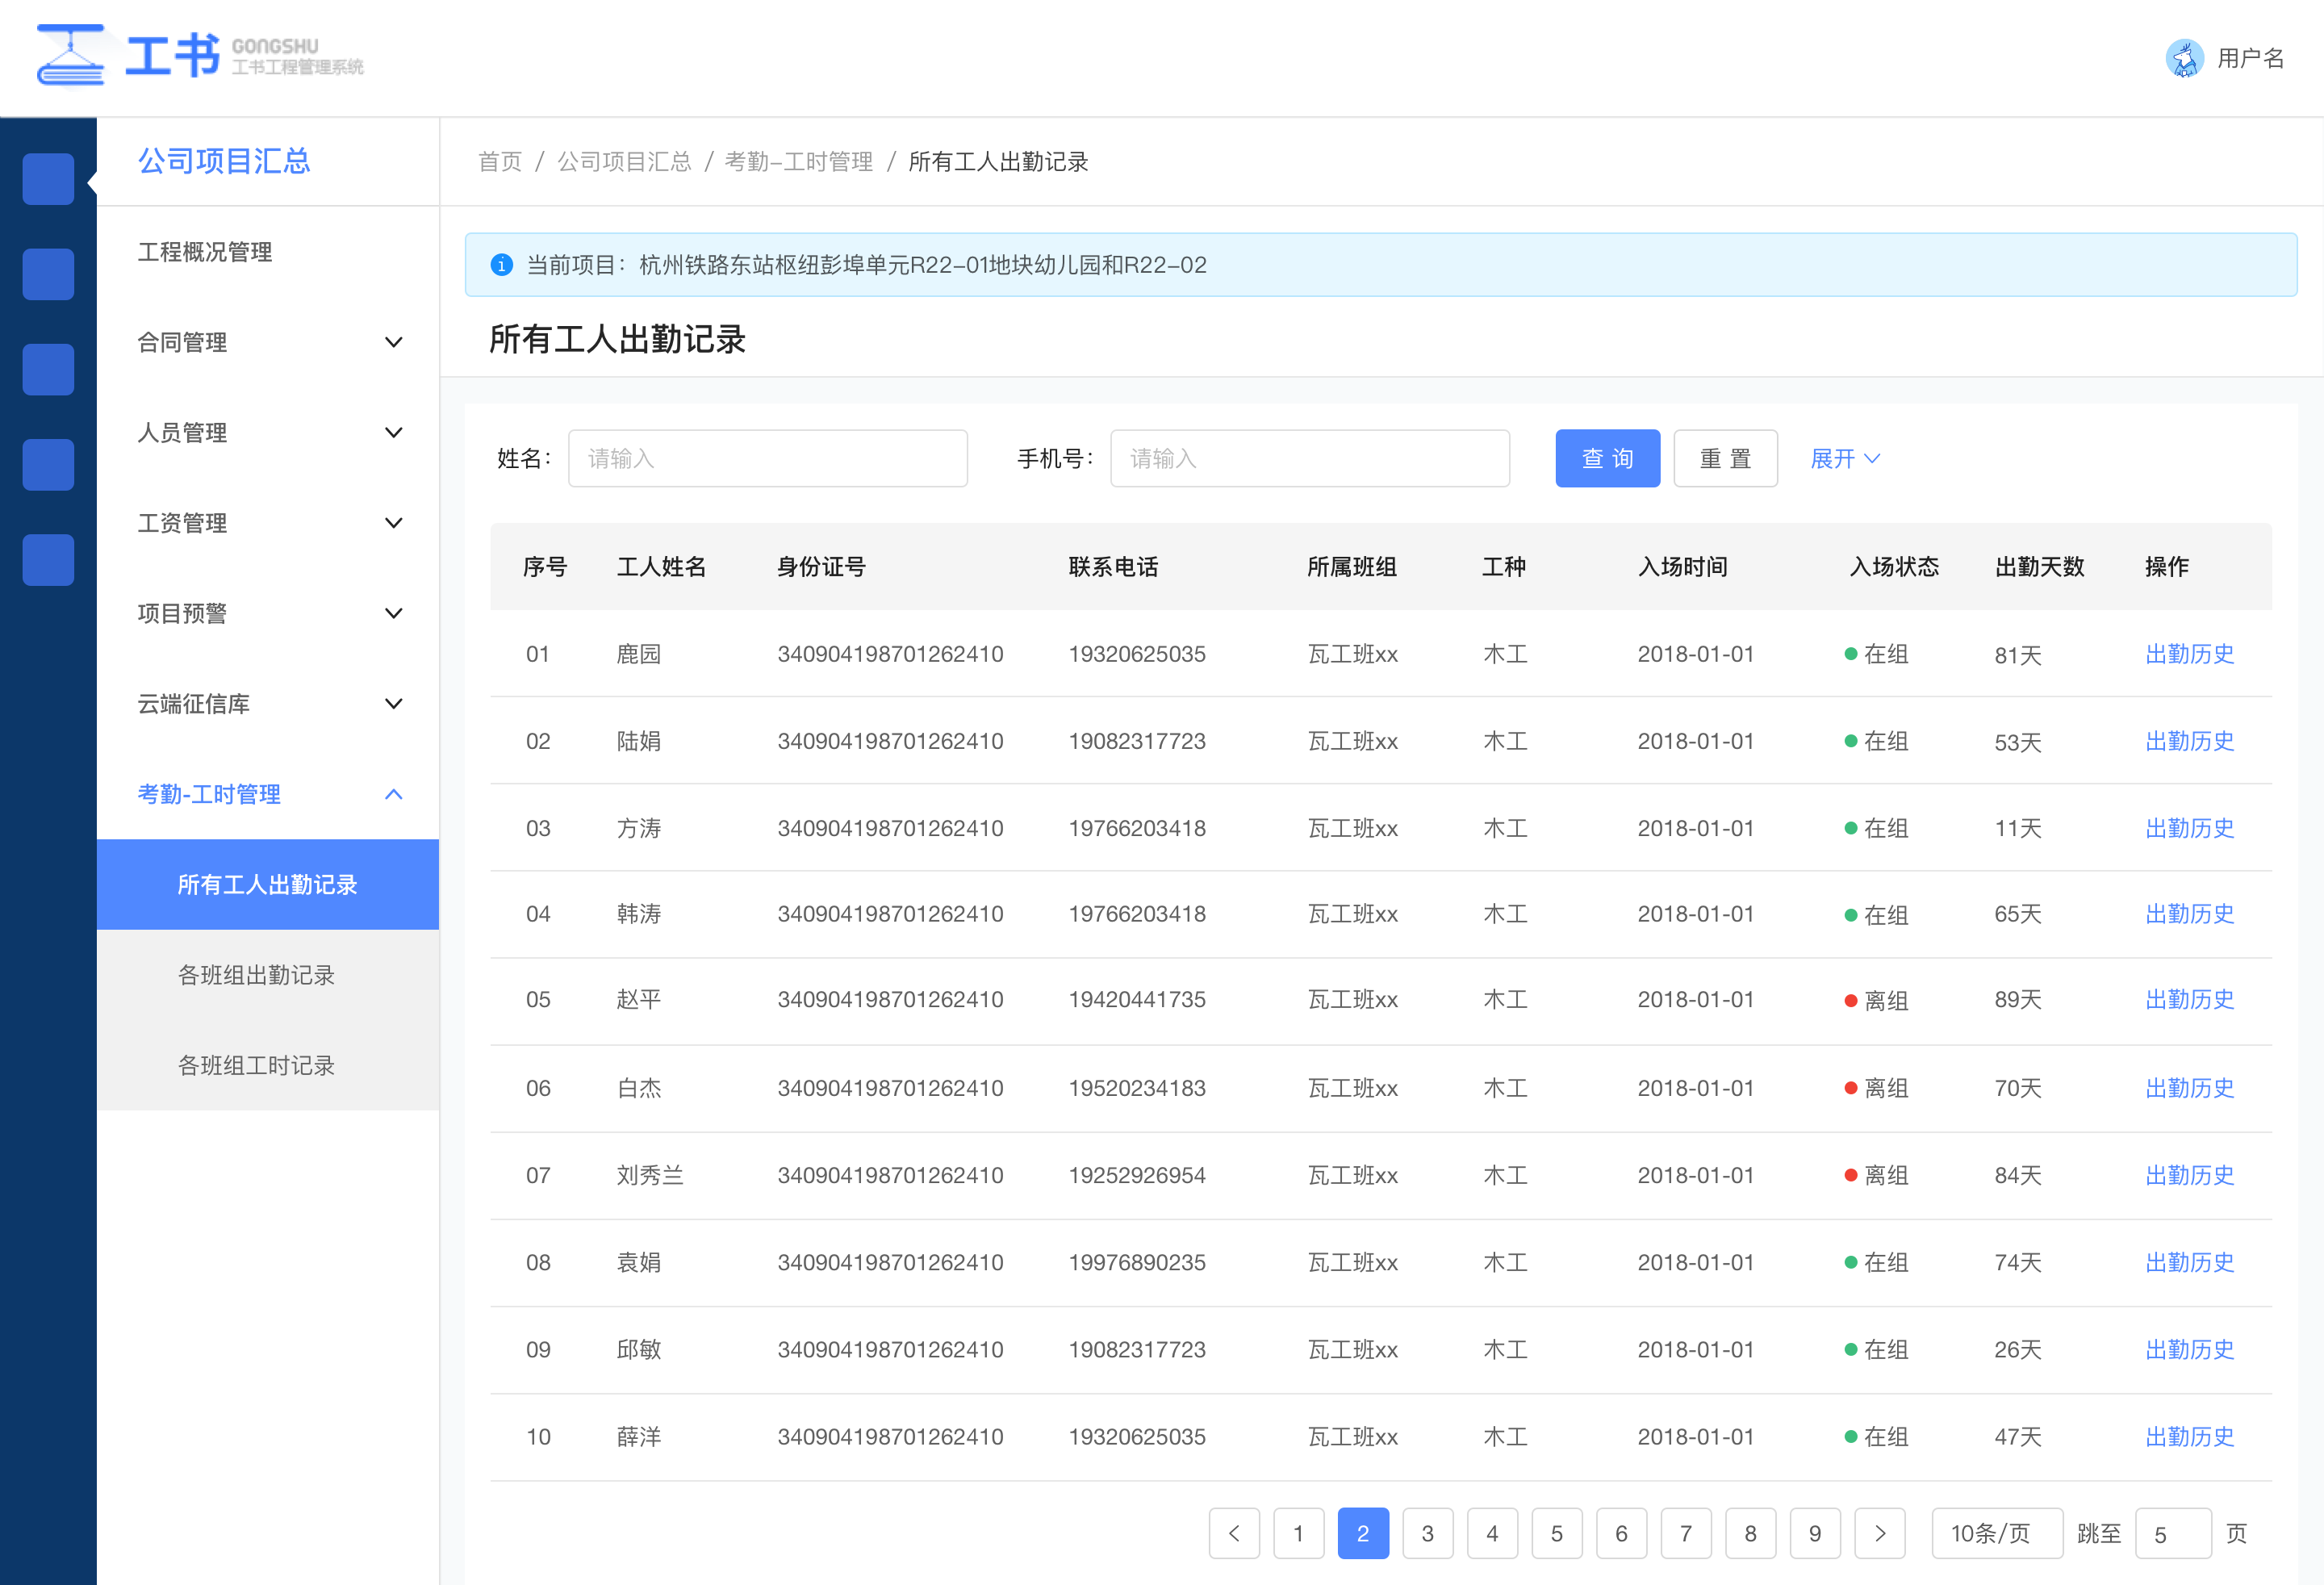 工书 GONGSHU
工书工程管理系统
用户名
公司项目汇总
首页 / 公司项目汇总 / 考勤-工时管理 / 所有工人出勤记录
工程概况管理
合同管理
人员管理
工资管理
项目预警
云端征信库
考勤-工时管理
所有工人出勤记录
各班组出勤记录
各班组工时记录
当前项目：杭州铁路东站枢纽彭埠单元R22-01地块幼儿园和R22-02
所有工人出勤记录
姓名： 请输入 手机号： 请输入 查 询 重 置 展开
序号 工人姓名 身份证号 联系电话 所属班组 工种 入场时间 入场状态 出勤天数 操作
01 鹿园 340904198701262410 19320625035 瓦工班xx 木工 2018-01-01 在组 81天 出勤历史
02 陆娟 340904198701262410 19082317723 瓦工班xx 木工 2018-01-01 在组 53天 出勤历史
03 方涛 340904198701262410 19766203418 瓦工班xx 木工 2018-01-01 在组 11天 出勤历史
04 韩涛 340904198701262410 19766203418 瓦工班xx 木工 2018-01-01 在组 65天 出勤历史
05 赵平 340904198701262410 19420441735 瓦工班xx 木工 2018-01-01 离组 89天 出勤历史
06 白杰 340904198701262410 19520234183 瓦工班xx 木工 2018-01-01 离组 70天 出勤历史
07 刘秀兰 340904198701262410 19252926954 瓦工班xx 木工 2018-01-01 离组 84天 出勤历史
08 袁娟 340904198701262410 19976890235 瓦工班xx 木工 2018-01-01 在组 74天 出勤历史
09 邱敏 340904198701262410 19082317723 瓦工班xx 木工 2018-01-01 在组 26天 出勤历史
10 薛洋 340904198701262410 19320625035 瓦工班xx 木工 2018-01-01 在组 47天 出勤历史
1 2 3 4 5 6 7 8 9 10条/页 跳至 5 页